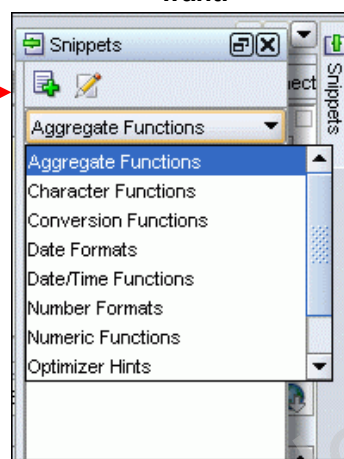 Snippets
Aggregate Functions
Aggregate Functions
Character Functions
Conversion Functions
Date Formats
Date/Time Functions
Number Formats
Numeric Functions
Optimizer Hints
ect
Snippets